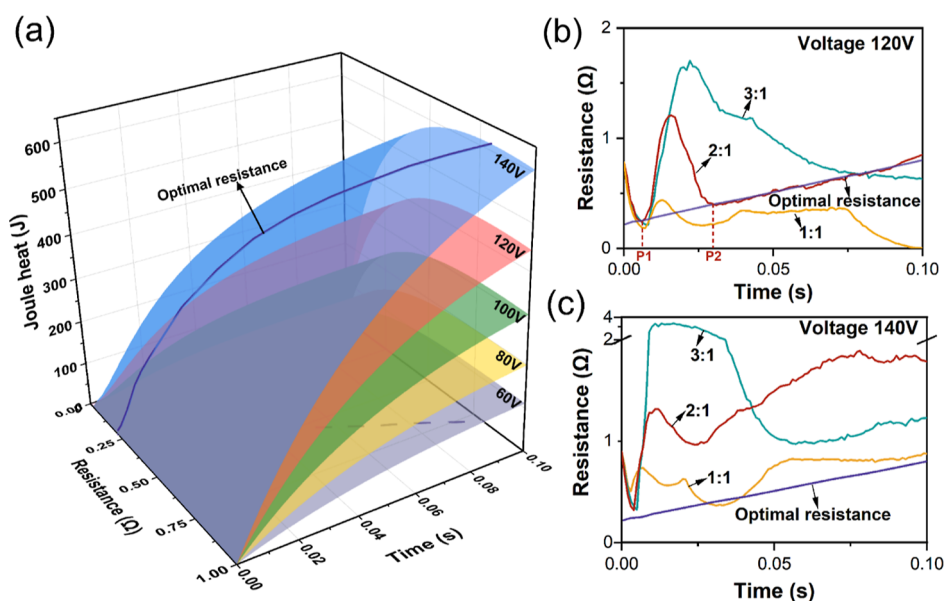 (a)
600
500
400
300
200
100
0
Joule heat (J)
Optimal resistance
140V
120V
100V
80V
60V
0.00
0.25
0.50
0.75
1.00
Resistance (Ω)
0.00
0.02
0.04
0.06
0.08
0.10
Time (s)
(b)
Voltage 120V
2
1
0
Resistance (Ω)
3:1
2:1
Optimal resistance
1:1
P1
P2
0.00
0.05
0.10
Time (s)
(c)
Voltage 140V
4
2
1
0
Resistance (Ω)
3:1
2:1
1:1
Optimal resistance
0.00
0.05
0.10
Time (s)